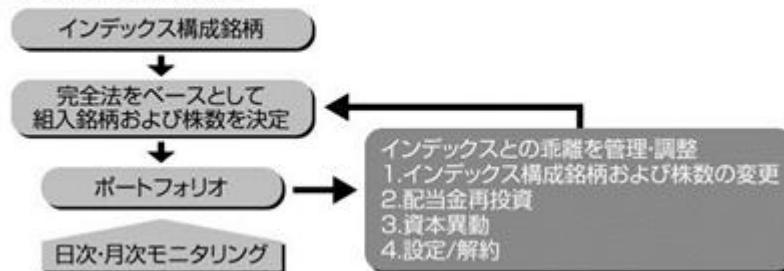 インデックス構成銘柄
完全法をベースとして
組入銘柄および株数を決定
ポートフォリオ
日次・月次モニタリング
インデックスとの乖離を管理・調整
1.インデックス構成銘柄および株数の変更
2.配当金再投資
3.資本異動
4.設定/解約